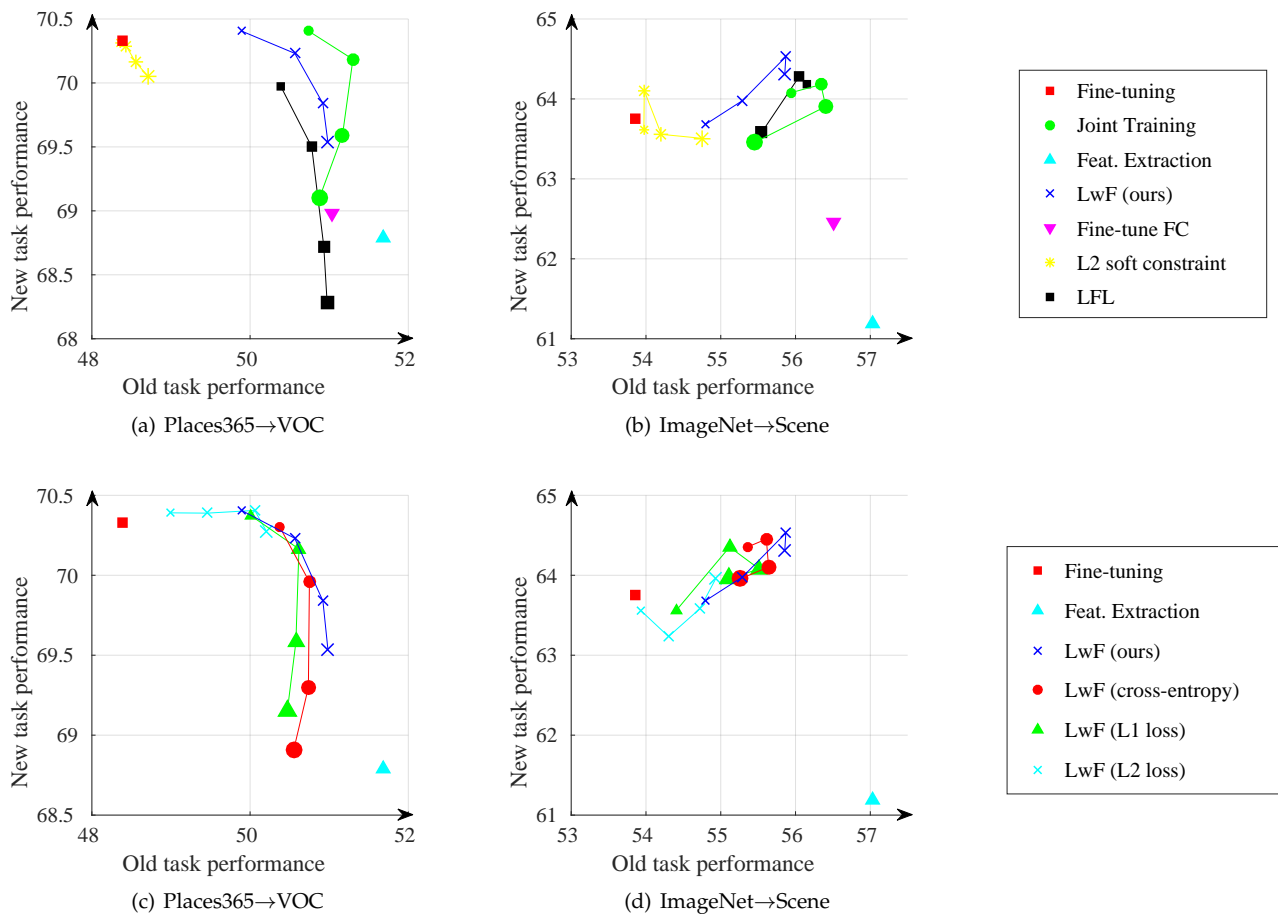 70.5
70
69.5
69
68.5
68
48
50
52
New task performance
Old task performance
(a) Places365→VOC
65
64
63
62
61
53
54
55
56
57
New task performance
Old task performance
(b) ImageNet→Scene
Fine-tuning
Joint Training
Feat. Extraction
LwF (ours)
Fine-tune FC
L2 soft constraint
LFL
70.5
70
69.5
69
68.5
48
50
52
New task performance
Old task performance
(c) Places365→VOC
65
64
63
62
61
53
54
55
56
57
New task performance
Old task performance
(d) ImageNet→Scene
Fine-tuning
Feat. Extraction
LwF (ours)
LwF (cross-entropy)
LwF (L1 loss)
LwF (L2 loss)